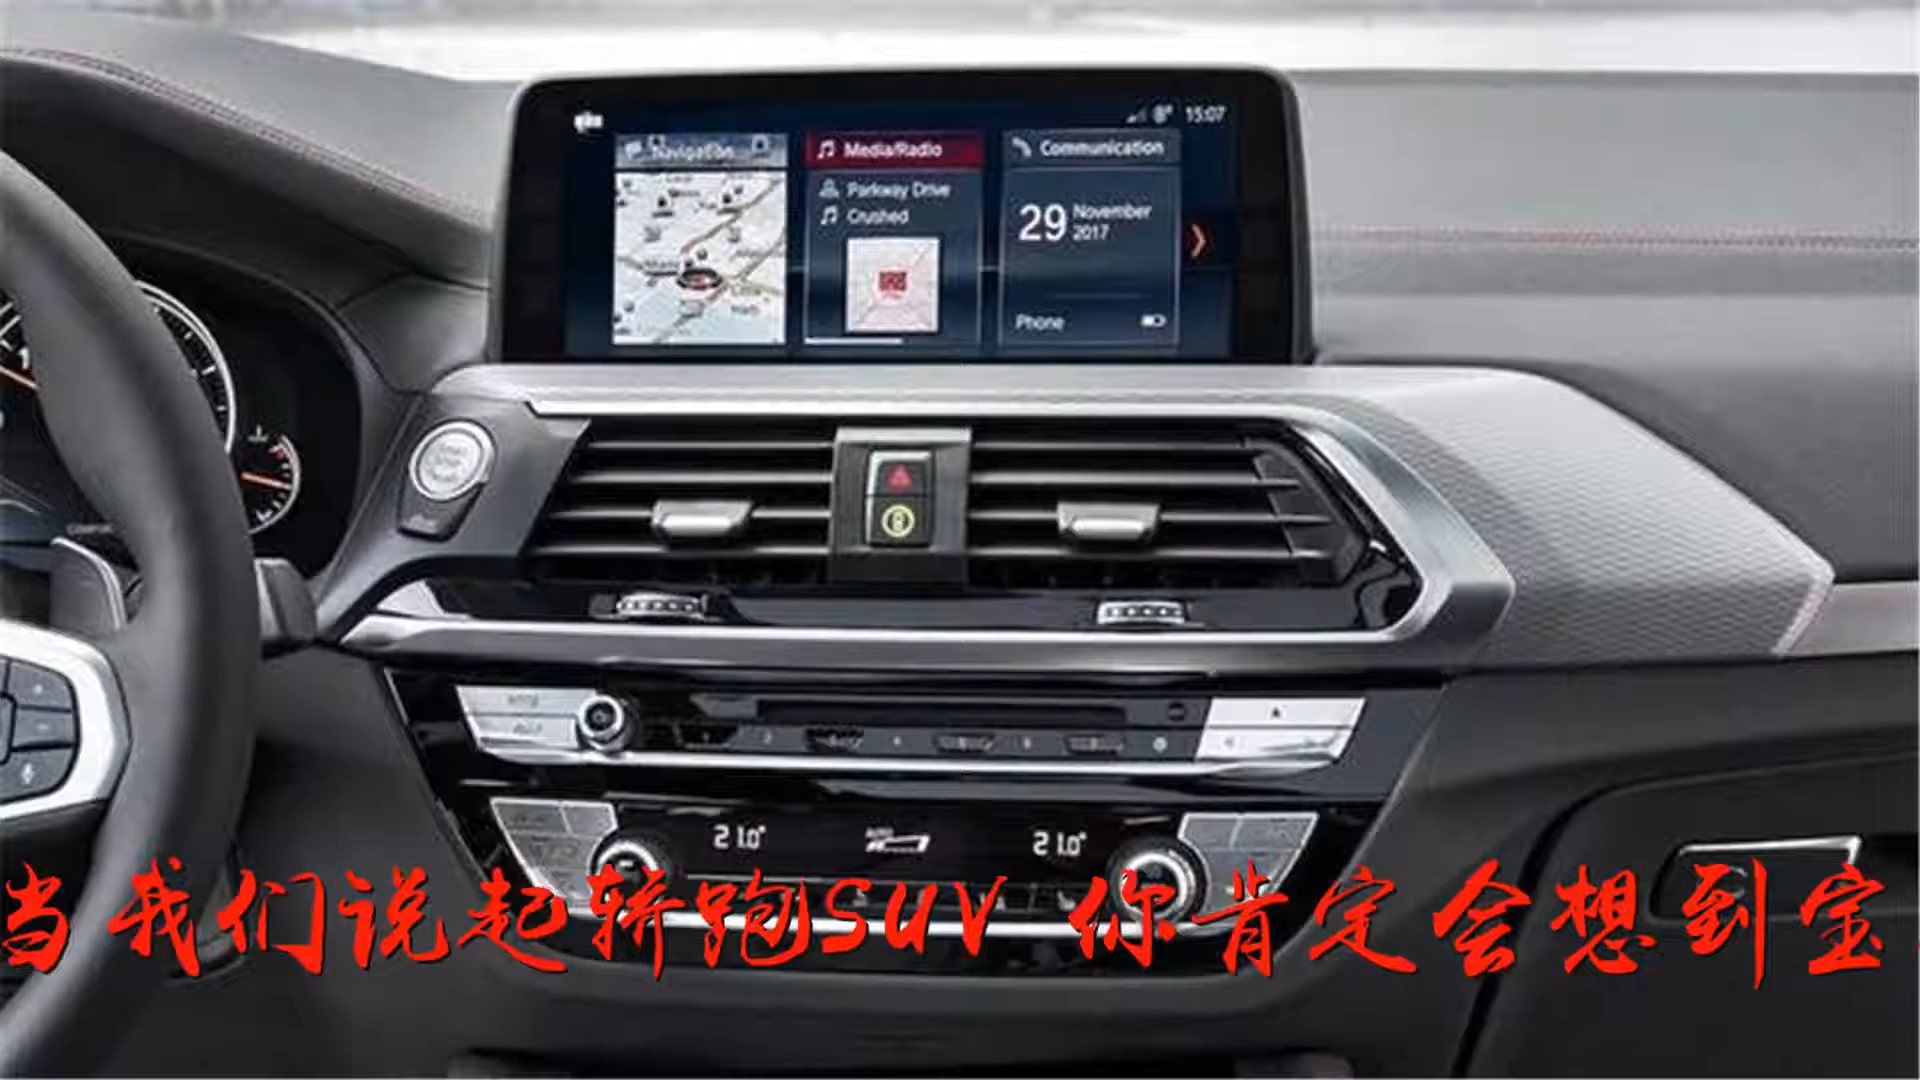 15:07
Navigation
Media/Radio
Communication
Parkway Drive
Crushed
29 November
2017
Phone
21.0°
AUTO
21.0°
当我们说起轿跑SUV 你肯定会想到宝